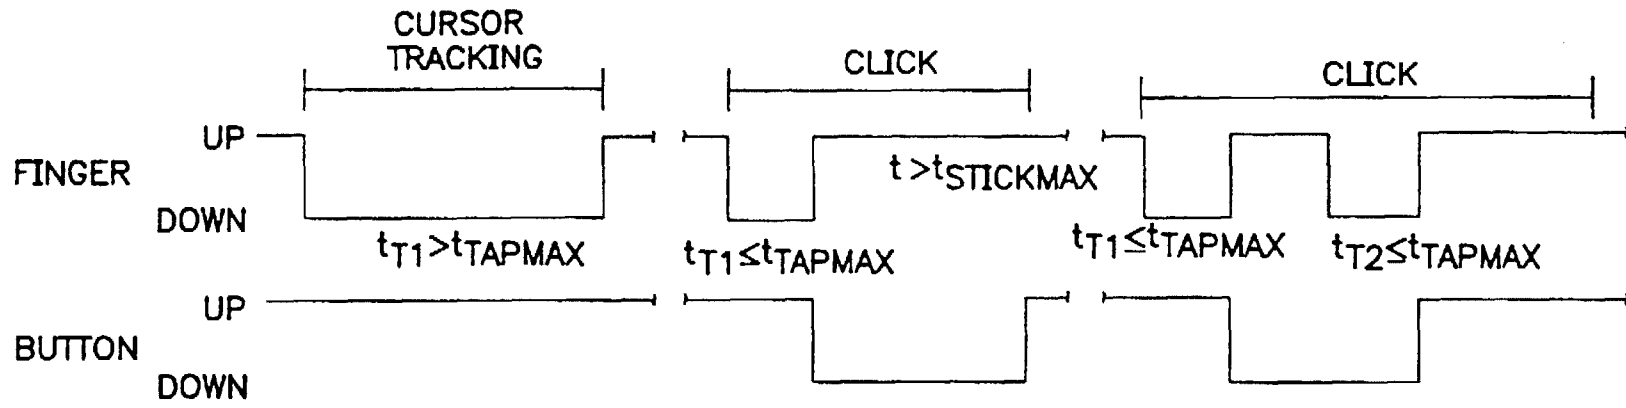 CURSOR
TRACKING
CLICK
CLICK
UP
FINGER
DOWN
t>tSTICKMAX
tT1>tTAPMAX
tT1≤tTAPMAX
tT1≤tTAPMAX
tT2≤tTAPMAX
UP
BUTTON
DOWN